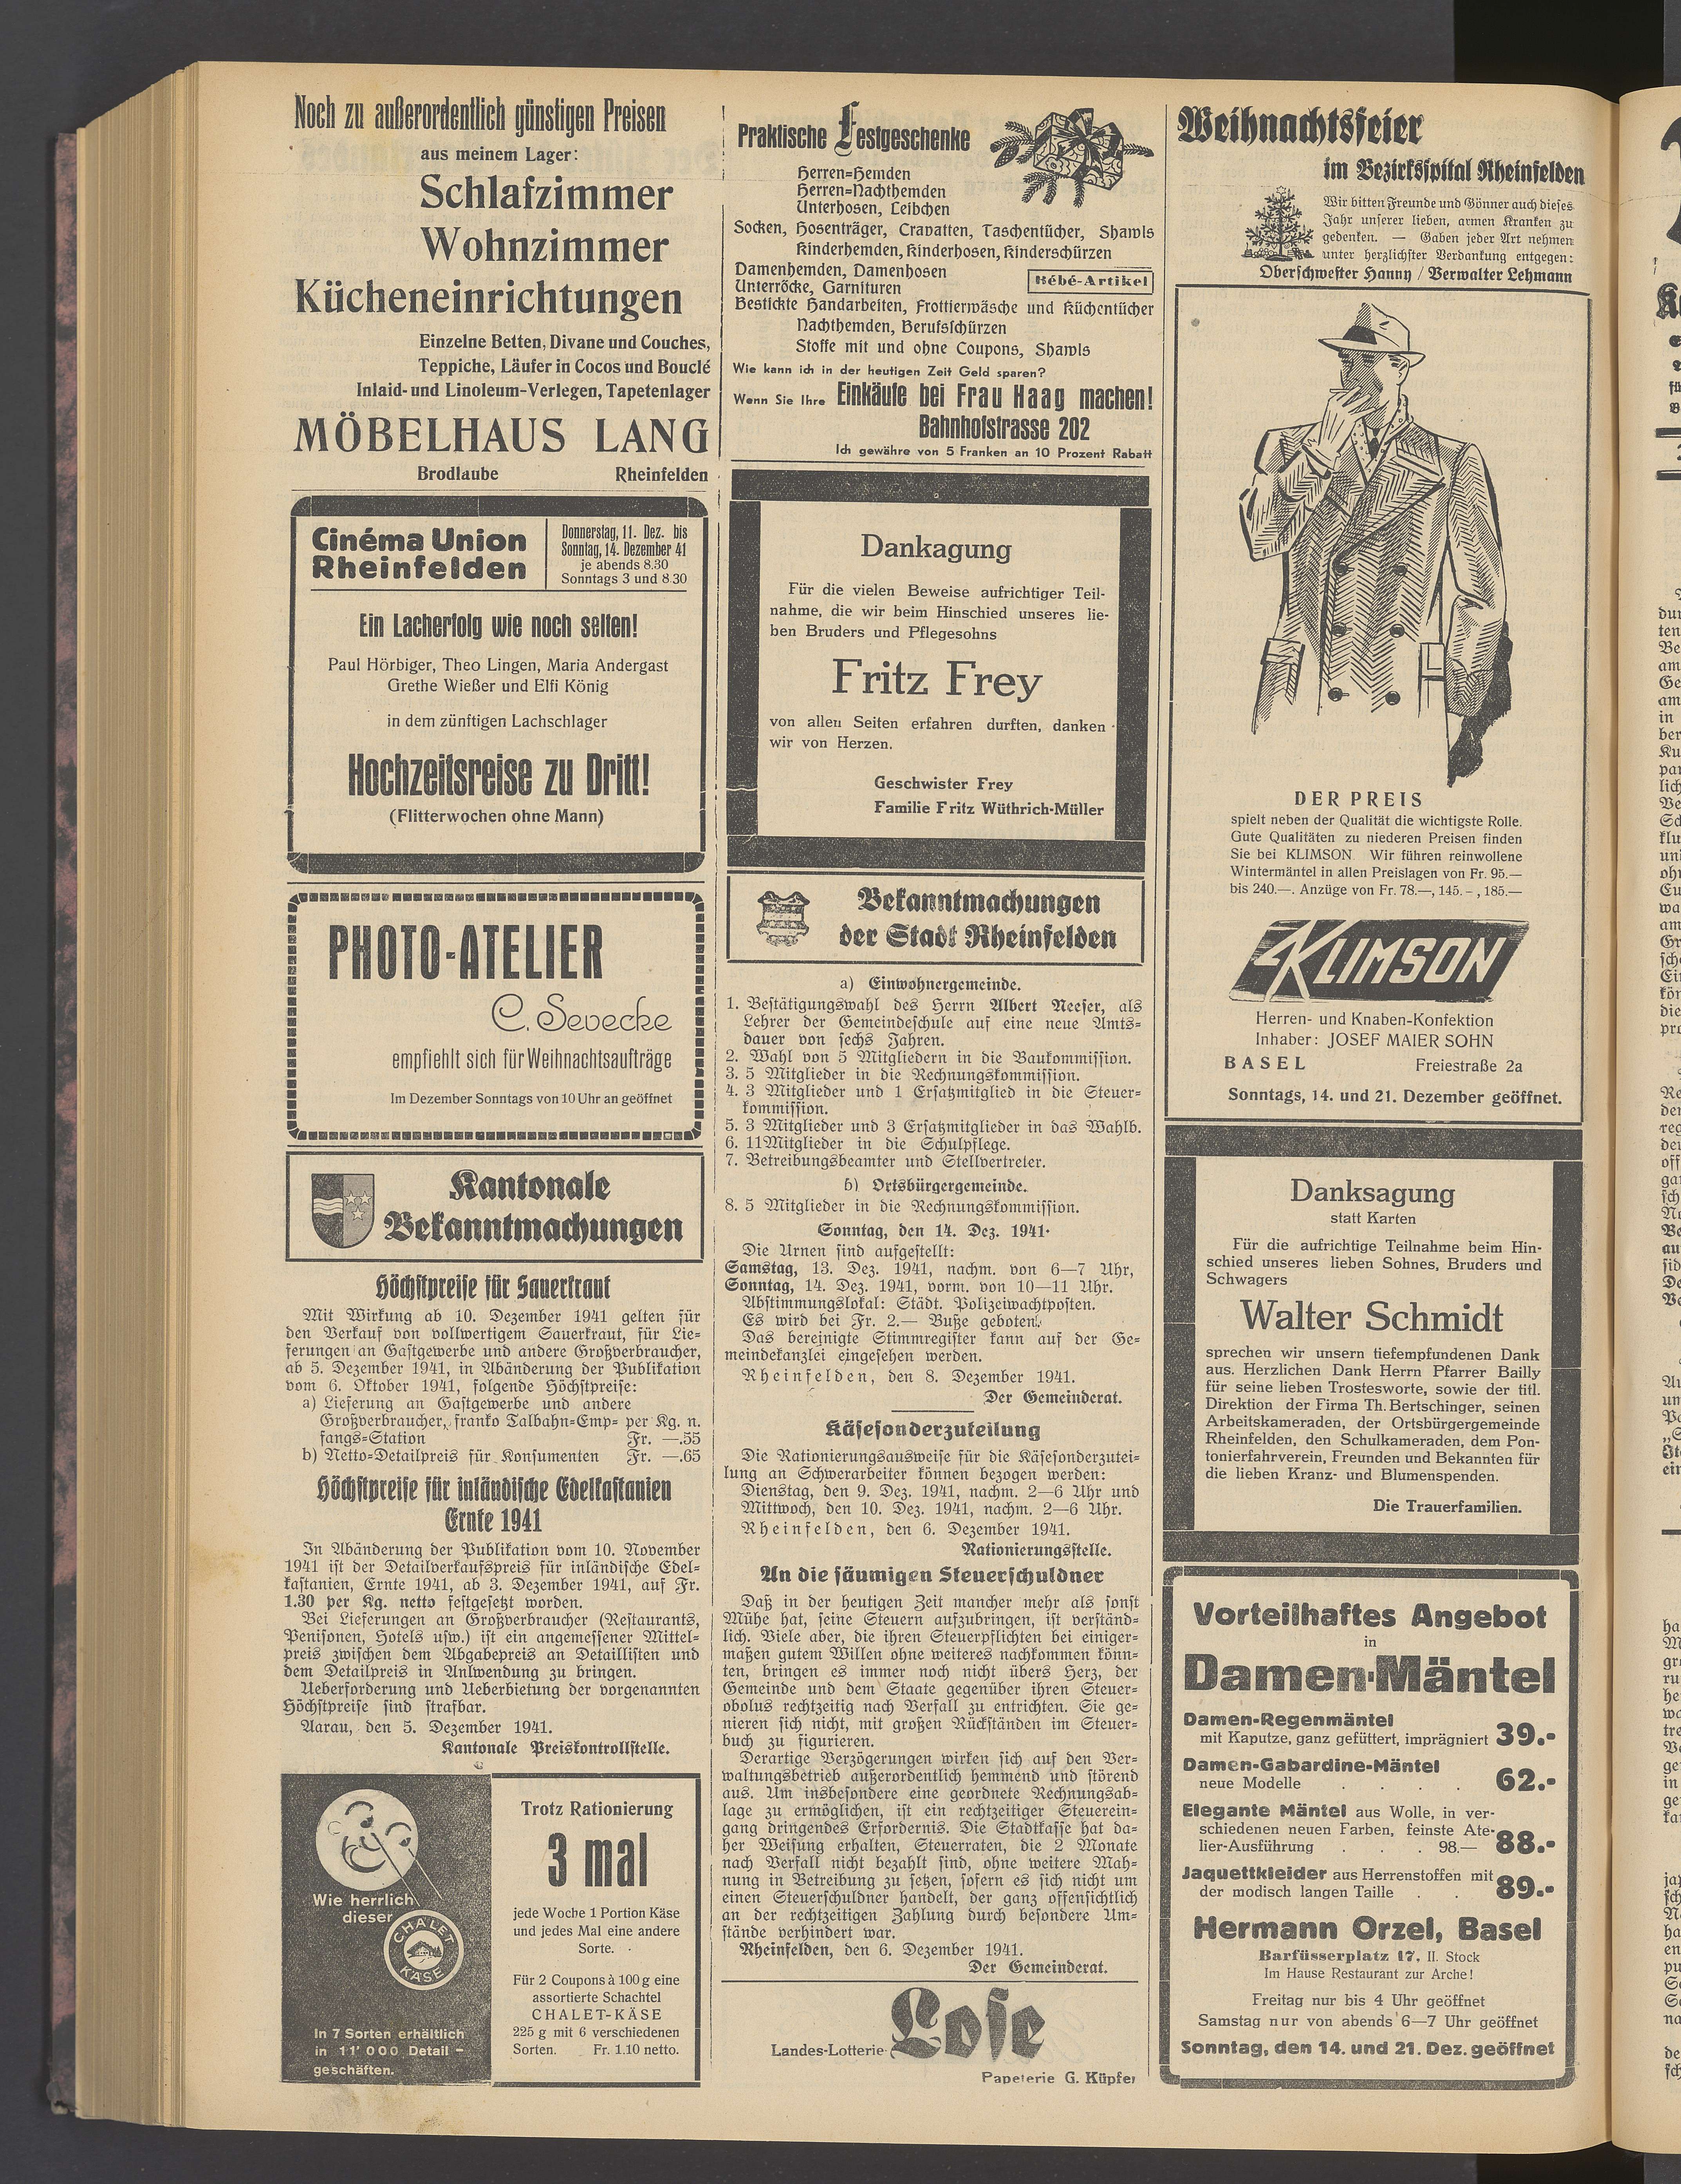 Noch zu außerordentlich günstigen Preisen
aus meinem Lager:
Schlafzimmer
Wohnzimmer
Kücheneinrichtungen
Einzelne Betten, Divane und Couches,
Teppiche, Läufer in Cocos und Bouclé
Inlaid- und Linoleum-Verlegen, Tapetenlager
MÖBELHAUS LANG
Brodlaube Rheinfelden
Cinéma Union
Rheinfelden
Donnerstag, 11. Dez. bis
Sonntag, 14. Dezember 41
je abends 8.30
Sonntags 3 und 8 30
Ein Lacherfolg wie noch selten!
Paul Hörbiger, Theo Lingen, Maria Andergast
Grethe Wießer und Elfi König
in dem zünftigen Lachschlager
Hochzeitsreise zu Dritt!
(Flitterwochen ohne Mann)
PHOTO-ATELIER
C. Sevecke
empfiehlt sich für Weihnachtsaufträge
Im Dezember Sonntags von 10 Uhr an geöffnet
Kantonale
Bekanntmachungen
Höchstpreise für Sauerkraut
Mit Wirkung ab 10. Dezember 1941 gelten für
den Verkauf von vollwertigem Sauerkraut, für Lie=
ferungen an Gastgewerbe und andere Großverbraucher,
ab 5. Dezember 1941, in Abänderung der Publikation
vom 6. Oktober 1941, folgende Höchstpreise:
a) Lieferung an Gastgewerbe und andere
Großverbraucher, franko Talbahn=Emp= per Kg. n.
fangs=Station Fr. —.55
b) Netto=Detailpreis für Konsumenten Fr. —.65
Höchstpreise für inländische Edelkastanien
Ernte 1941
In Abänderung der Publikation vom 10. November
1941 ist der Detailverkaufspreis für inländische Edel=
kastanien, Ernte 1941, ab 3. Dezember 1941, auf Fr.
1.30 per Kg. netto festgesetzt worden.
Bei Lieferungen an Großverbraucher (Restaurants,
Penisonen, Hotels usw.) ist ein angemessener Mittel=
preis zwischen dem Abgabepreis an Detaillisten und
dem Detailpreis in Anlwendung zu bringen.
Ueberforderung und Ueberbietung der vorgenannten
Höchstpreise sind strafbar.
Aarau, den 5. Dezember 1941.
Kantonale Preiskontrollstelle.
Wie herrlich
dieser
CHALET
KÄSE
In 7 Sorten erhältlich
in 11'000 Detail-
geschäften.
Trotz Rationierung
3 mal
jede Woche 1 Portion Käse
und jedes Mal eine andere
Sorte.
Für 2 Coupons à 100 g eine
assortierte Schachtel
CHALET-KÄSE
225 g mit 6 verschiedenen
Sorten. Fr. 1.10 netto.
Praktische Festgeschenke
Herren=Hemden
Herren=Nachthemden
Unterhosen, Leibchen
Socken, Hosenträger, Cravatten, Taschentücher, Shawls
Kinderhemden, Kinderhosen, Kinderschürzen
Damenhemden, Damenhosen
Unterröcke, Garnituren
Bébé-Artikel
Bestickte Handarbeiten, Frottierwäsche und Küchentücher
Nachthemden, Berufsschürzen
Stoffe mit und ohne Coupons, Shawls
Wie kann ich in der heutigen Zeit Geld sparen?
Wenn Sie Ihre Einkäufe bei Frau Haag machen!
Bahnhofstrasse 202
Ich gewähre von 5 Franken an 10 Prozent Rabatt
Dankagung
Für die vielen Beweise aufrichtiger Teil-
nahme, die wir beim Hinschied unseres lie-
ben Bruders und Pflegesohns
Fritz Frey
von allen Seiten erfahren durften, danken
wir von Herzen.
Geschwister Frey
Familie Fritz Wüthrich-Müller
Bekanntmachungen
der Stadt Rheinfelden
a) Einwohnergemeinde.
1. Bestätigungswahl des Herrn Albert Neeser, als
Lehrer der Gemeindeschule auf eine neue Amts=
dauer von sechs Jahren.
2. Wahl von 5 Mitgliedern in die Baukommission.
3. 5 Mitglieder in die Rechnungskommission.
4. 3 Mitglieder und 1 Ersatzmitglied in die Steuer=
kommission.
5. 3 Mitglieder und 3 Ersatzmitglieder in das Wahlb.
6. 11 Mitglieder in die Schulpflege.
7. Betreibungsbeamter und Stellvertreter.
b) Ortsbürgergemeinde.
8. 5 Mitglieder in die Rechnungskommission.
Sonntag, den 14. Dez. 1941.
Die Urnen sind aufgestellt:
Samstag, 13. Dez. 1941, nachm. von 6—7 Uhr,
Sonntag, 14. Dez. 1941, vorm. von 10—11 Uhr.
Abstimmungslokal: Städt. Polizeiwachtposten.
Es wird bei Fr. 2.— Buße geboten.
Das bereinigte Stimmregister kann auf der Ge=
meindekanzlei eingesehen werden.
Rheinfelden, den 8. Dezember 1941.
Der Gemeinderat.
Käsesonderzuteilung
Die Rationierungsausweise für die Käsesonderzutei=
lung an Schwerarbeiter können bezogen werden:
Dienstag, den 9. Dez. 1941, nachm. 2—6 Uhr und
Mittwoch, den 10. Dez. 1941, nachm. 2—6 Uhr.
Rheinfelden, den 6. Dezember 1941.
Rationierungsstelle.
An die säumigen Steuerschuldner
Daß in der heutigen Zeit mancher mehr als sonst
Mühe hat, seine Steuern aufzubringen, ist verständ=
lich. Viele aber, die ihren Steuerpflichten bei einiger=
maßen gutem Willen ohne weiteres nachkommen könn=
ten, bringen es immer noch nicht übers Herz, der
Gemeinde und dem Staate gegenüber ihren Steuer=
obolus rechtzeitig nach Verfall zu entrichten. Sie ge=
nieren sich nicht, mit großen Rückständen im Steuer=
buch zu figurieren.
Derartige Verzögerungen wirken sich auf den Ver=
waltungsbetrieb außerordentlich hemmend und störend
aus. Um insbesondere eine geordnete Rechnungsab=
lage zu ermöglichen, ist ein rechtzeitiger Steuerein=
gang dringendes Erfordernis. Die Stadtkasse hat da=
her Weisung erhalten, Steuerraten, die 2 Monate
nach Verfall nicht bezahlt sind, ohne weitere Mah=
nung in Betreibung zu setzen, sofern es sich nicht um
einen Steuerschuldner handelt, der ganz offensichtlich
an der rechtzeitigen Zahlung durch besondere Um=
stände verhindert war.
Rheinfelden, den 6. Dezember 1941.
Der Gemeinderat.
Landes-Lotterie- Lose
Papeterie G. Küpfer
Weihnachtsfeier
im Bezirksspital Rheinfelden
Wir bitten Freunde und Gönner auch dieses
Jahr unserer lieben, armen Kranken zu
gedenken. — Gaben jeder Art nehmen
unter herzlichster Verdankung entgegen:
Oberschwester Hanny / Verwalter Lehmann
DER PREIS
spielt neben der Qualität die wichtigste Rolle.
Gute Qualitäten zu niederen Preisen finden
Sie bei KLIMSON. Wir führen reinwollene
Wintermäntel in allen Preislagen von Fr. 95.—
bis 240.—. Anzüge von Fr. 78.—, 145.-, 185.—
KLIMSON
Herren- und Knaben-Konfektion
Inhaber: JOSEF MAIER SOHN
BASEL Freiestraße 2a
Sonntags, 14. und 21. Dezember geöffnet.
Danksagung
statt Karten
Für die aufrichtige Teilnahme beim Hin-
schied unseres lieben Sohnes, Bruders und
Schwagers
Walter Schmidt
sprechen wir unsern tiefempfundenen Dank
aus. Herzlichen Dank Herrn Pfarrer Bailly
für seine lieben Trostesworte, sowie der titl.
Direktion der Firma Th. Bertschinger, seinen
Arbeitskameraden, der Ortsbürgergemeinde
Rheinfelden, den Schulkameraden, dem Pon-
tonierfahrverein, Freunden und Bekannten für
die lieben Kranz- und Blumenspenden.
Die Trauerfamilien.
Vorteilhaftes Angebot
in
Damen-Mäntel
Damen-Regenmäntel
mit Kaputze, ganz gefüttert, imprägniert 39.-
Damen-Gabardine-Mäntel
neue Modelle . . . . 62.-
Elegante Mäntel aus Wolle, in ver-
schiedenen neuen Farben, feinste Ate-
lier-Ausführung . . . 98.— 88.-
Jaquettkleider aus Herrenstoffen mit
der modisch langen Taille . . 89.-
Hermann Orzel, Basel
Barfüsserplatz 17, II. Stock
Im Hause Restaurant zur Arche!
Freitag nur bis 4 Uhr geöffnet
Samstag nur von abends 6—7 Uhr geöffnet
Sonntag, den 14. und 21. Dez. geöffnet